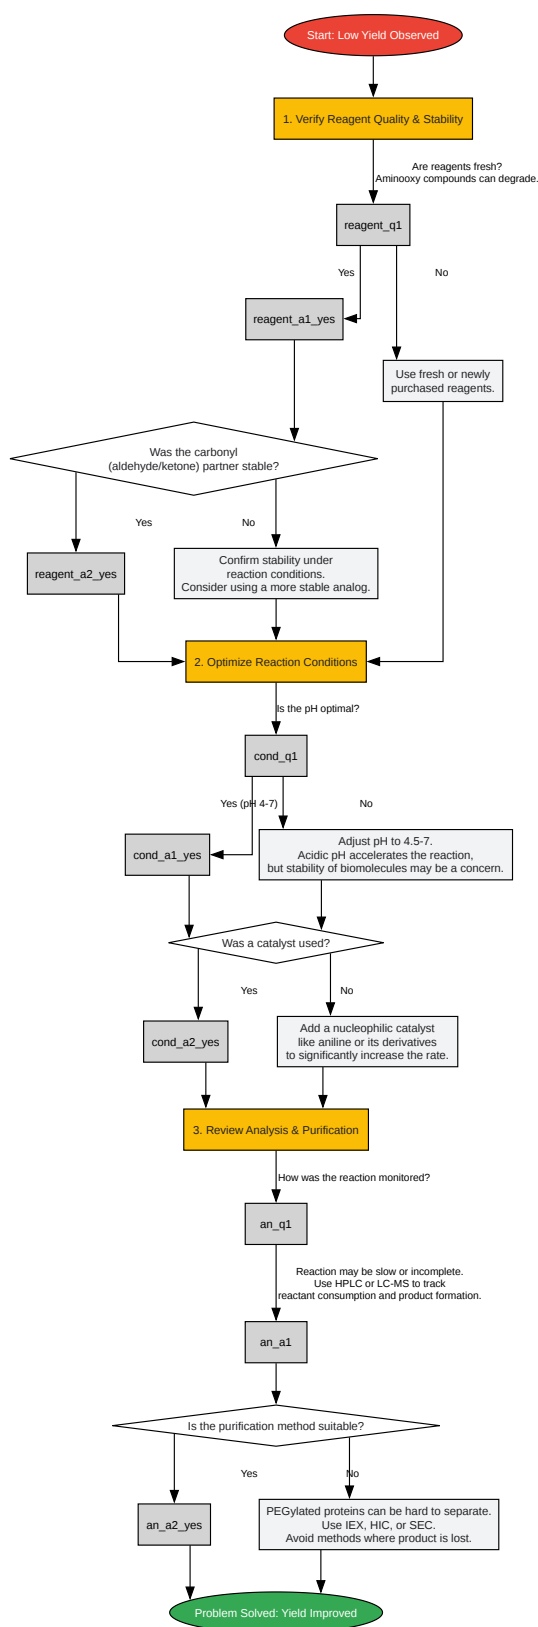 Start: Low Yield Observed
1. Verify Reagent Quality & Stability
Are reagents fresh?
Aminooxy compounds can degrade.
reagent_q1
Yes
No
reagent_a1_yes
Use fresh or newly
purchased reagents.
Was the carbonyl
(aldehyde/ketone) partner stable?
Yes
No
reagent_a2_yes
Confirm stability under
reaction conditions.
Consider using a more stable analog.
2. Optimize Reaction Conditions
Is the pH optimal?
cond_q1
Yes (pH 4-7)
No
cond_a1_yes
Adjust pH to 4.5-7.
Acidic pH accelerates the reaction,
but stability of biomolecules may be a concern.
Was a catalyst used?
Yes
No
cond_a2_yes
Add a nucleophilic catalyst
like aniline or its derivatives
to significantly increase the rate.
3. Review Analysis & Purification
How was the reaction monitored?
an_q1
Reaction may be slow or incomplete.
Use HPLC or LC-MS to track
reactant consumption and product formation.
an_a1
Is the purification method suitable?
Yes
No
an_a2_yes
PEGylated proteins can be hard to separate.
Use IEX, HIC, or SEC.
Avoid methods where product is lost.
Problem Solved: Yield Improved